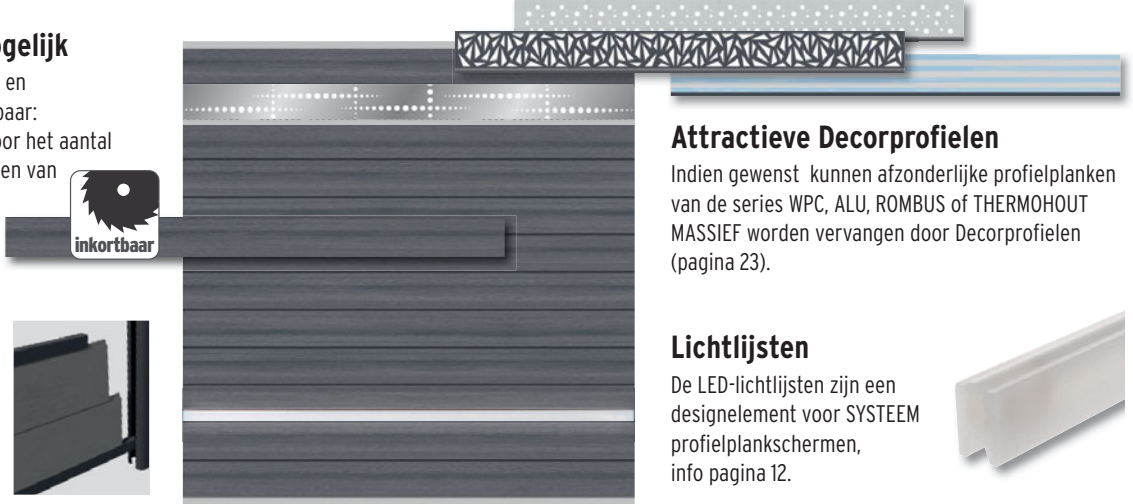 gelijk
en
baar:
or het aantal
en van
inkortbaar
Attractieve Decorprofielen
Indien gewenst kunnen afzonderlijke profielplanken
van de series WPC, ALU, ROMBUS of THERMOHOUT
MASSIEF worden vervangen door Decorprofielen
(pagina 23).
Lichtlijsten
De LED-lichtlijsten zijn een
designelement voor SYSTEEM
profielplankschermen,
info pagina 12.